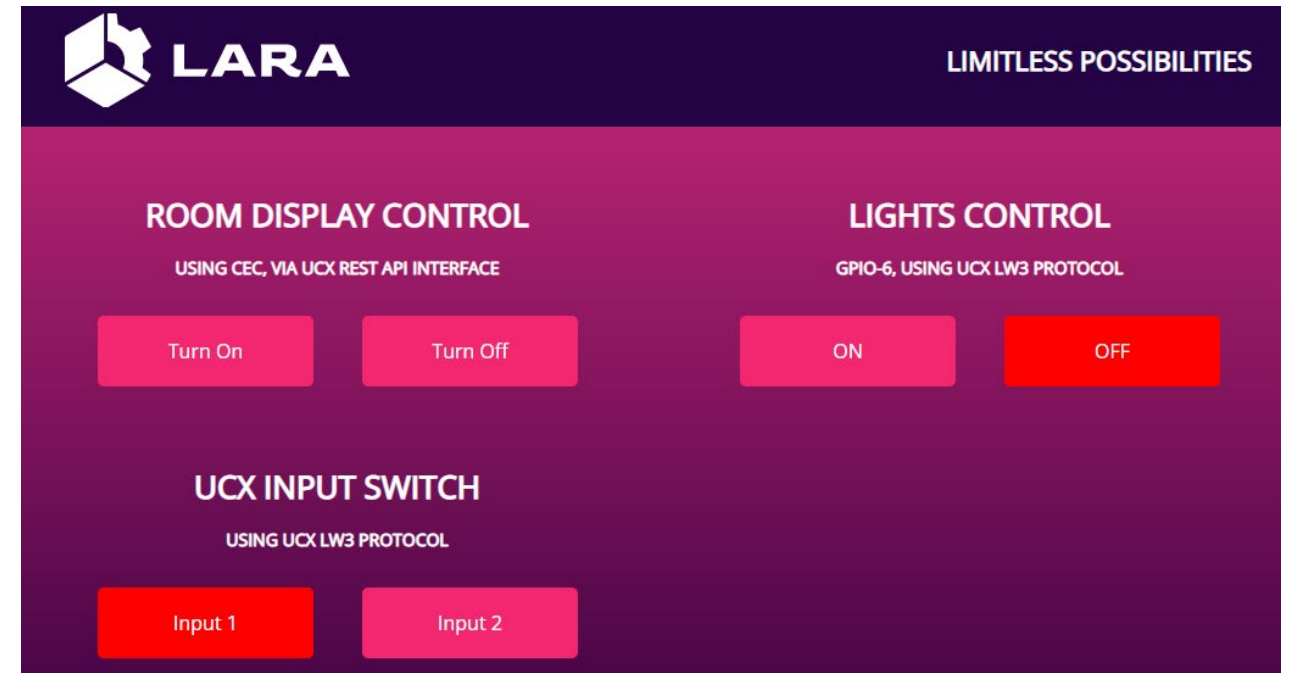 LARA
LIMITLESS POSSIBILITIES
ROOM DISPLAY CONTROL
USING CEC, VIA UCX REST API INTERFACE
Turn On
Turn Off
LIGHTS CONTROL
GPIO-6, USING UCX LW3 PROTOCOL
ON
OFF
UCX INPUT SWITCH
USING UCX LW3 PROTOCOL
Input 1
Input 2